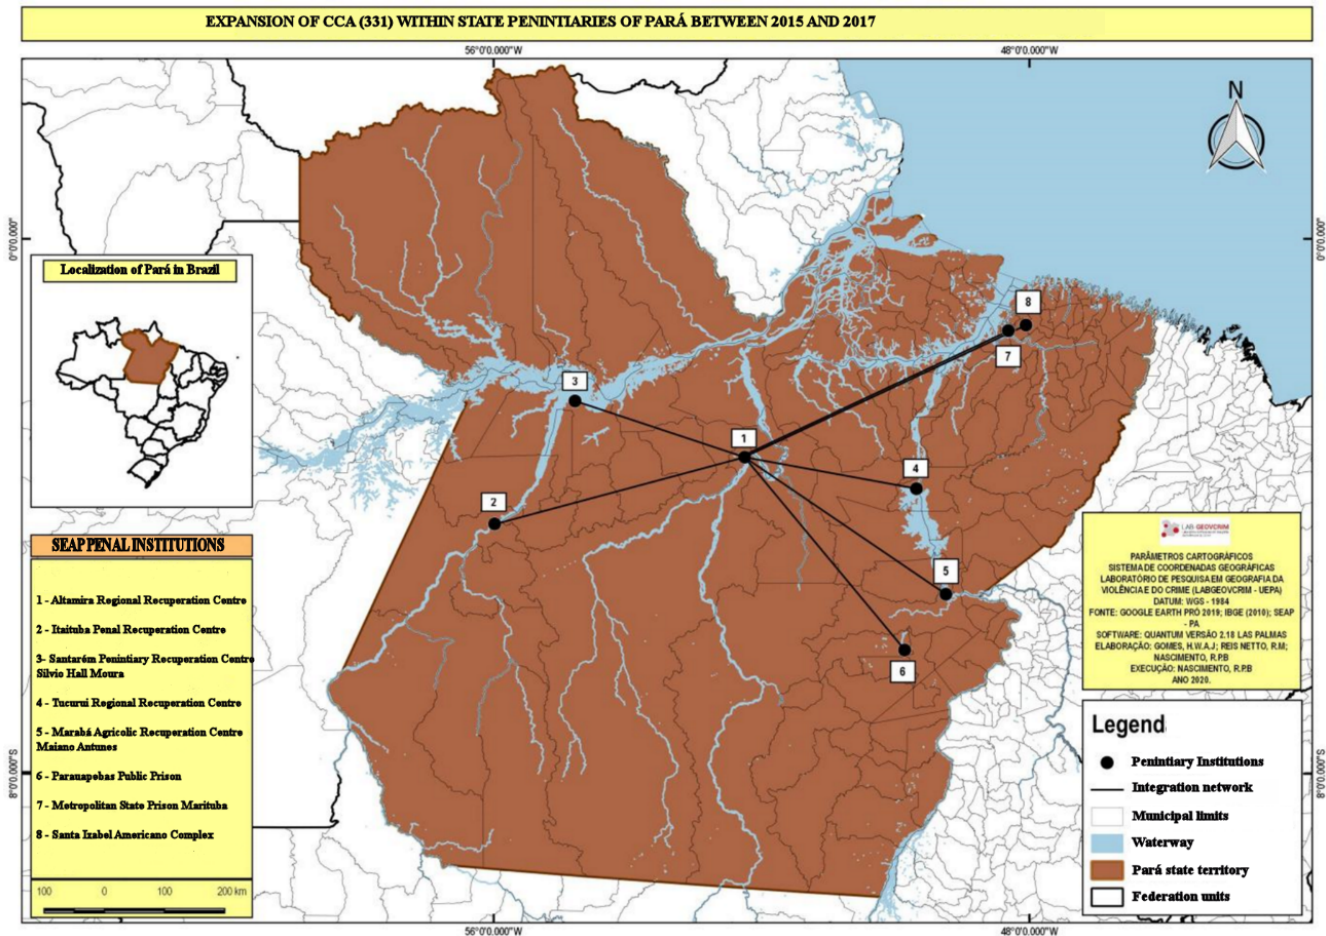 EXPANSION OF CCA (331) WITHIN STATE PENINTIARIES OF PARÁ BETWEEN 2015 AND 2017
56°0'0.000"W
48°0'0.000"W
N
0°0'0.000"
0°0'0.000"
Localization of Pará in Brazil
8
7
3
1
4
2
5
6
SEAP PENAL INSTITUTIONS
1 - Altamira Regional Recuperation Centre
2 - Itaituba Penal Recuperation Centre
3- Santarém Penintiary Recuperation Centro
Silvio Hall Moura
4 - Tucurui Regional Recuperation Centre
5 - Marabá Agricolic Recuperation Centre
Maiano Antunes
6 - Parauapebas Public Prison
7 - Metropolitan State Prison Marituba
8 - Santa Izabel Americano Complex
100 0 100 200 km
LAB GEOVCRIM
PARÂMETROS CARTOGRÁFICOS
SISTEMA DE COORDENADAS GEOGRÁFICAS
LABORATÓRIO DE PESQUISA EM GEOGRAFIA DA
VIOLÊNCIA E DO CRIME (LABGEOVCRIM - UEPA)
DATUM: WGS - 1984
FONTE: GOOGLE EARTH PRO 2019; IBGE (2010); SEAP
- PA
SOFTWARE: QUANTUM VERSÃO 2.18 LAS PALMAS
ELABORAÇÃO: GOMES, H.W.A.J; REIS NETTO, R.M;
NASCIMENTO, R.P.B
EXECUÇÃO: NASCIMENTO, R.P.B
ANO 2020.
Legend
Penintiary Institutions
Integration network
Municipal limits
Waterway
Pará state territory
Federation units
8°0'0.000"S
8°0'0.000"S
56°0'0.000"W
48°0'0.000"W